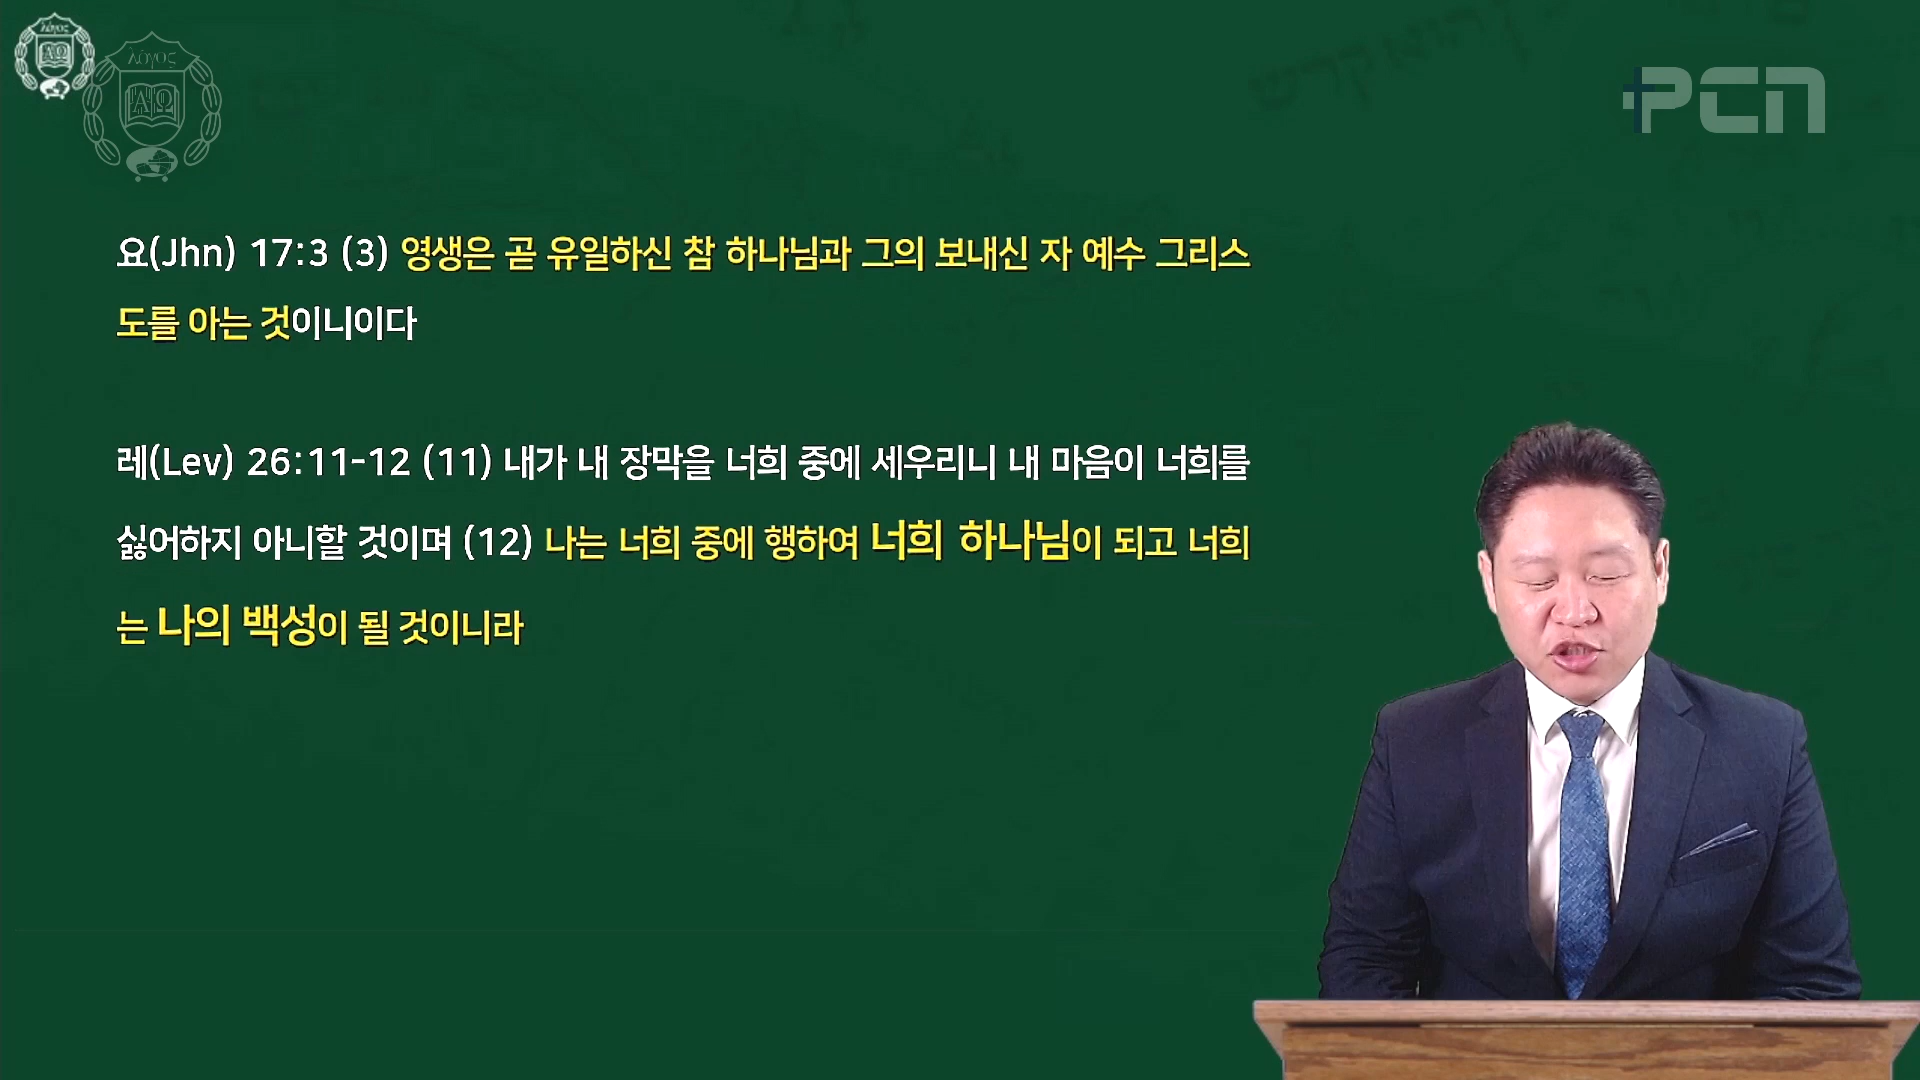 λόγος
ΑΩ
λόγος
ΑΩ
PCN
요(Jhn) 17:3 (3) 영생은 곧 유일하신 참 하나님과 그의 보내신 자 예수 그리스
도를 아는 것이니이다
레(Lev) 26:11-12 (11) 내가 내 장막을 너희 중에 세우리니 내 마음이 너희를
싫어하지 아니할 것이며 (12) 나는 너희 중에 행하여 너희 하나님이 되고 너희
는 나의 백성이 될 것이니라